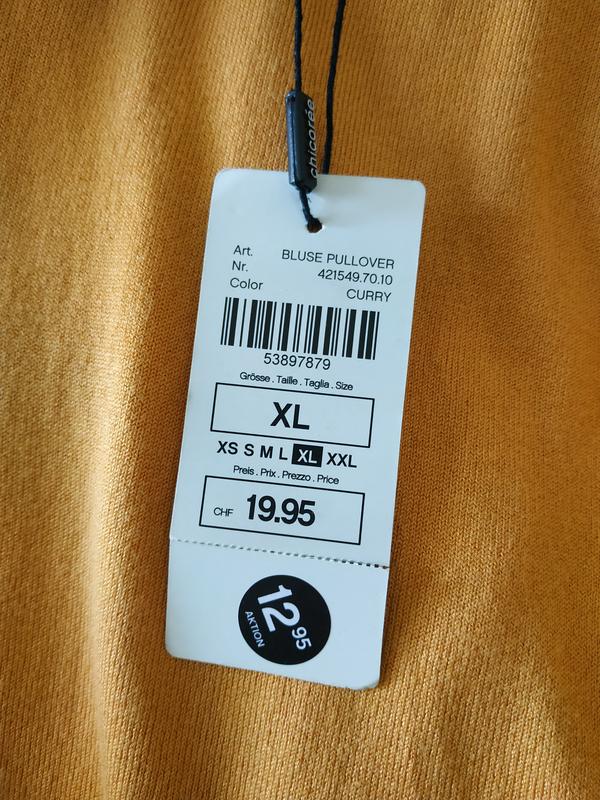 chicorée
Art. BLUSE PULLOVER
Nr. 421549.70.10
Color CURRY
53897879
Grösse . Taille . Taglia . Size
XL
XS S M L XL XXL
Preis . Prix . Prezzo . Price
CHF 19.95
12 95
AKTION